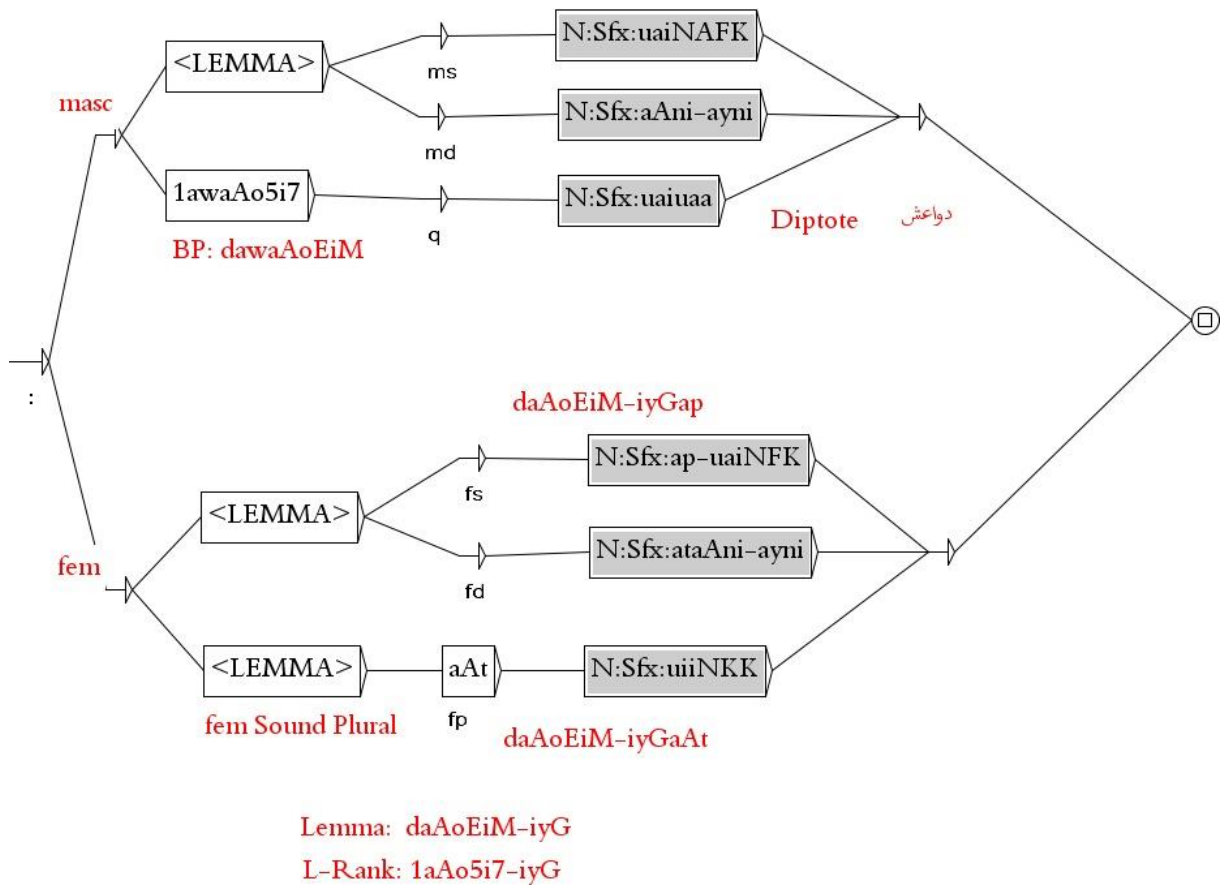 N:Sfx:uaiNAFK
<LEMMA>
ms
masc
N:Sfx:aAni-ayni
md
1awaAo5i7
N:Sfx:uaiuaa
q
Diptote دواعش
BP: dawaAoEiM
:
daAoEiM-iyGap
N:Sfx:ap-uaiNFK
fs
<LEMMA>
N:Sfx:ataAni-ayni
fem
fd
<LEMMA>
aAt
N:Sfx:uiiNKK
fem Sound Plural
fp
daAoEiM-iyGaAt
Lemma: daAoEiM-iyG
L-Rank: 1aAo5i7-iyG